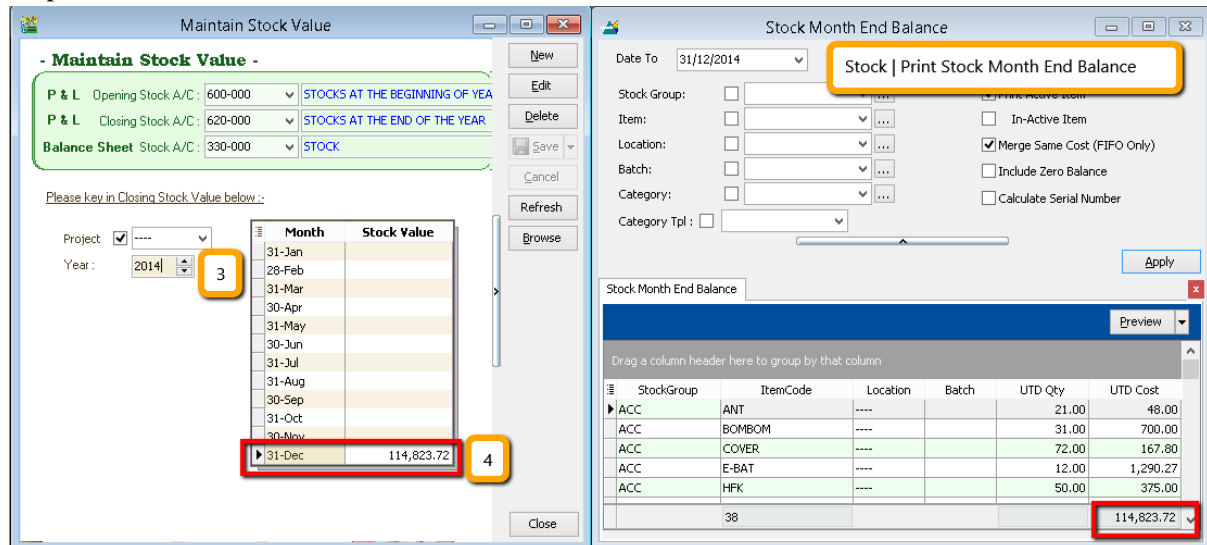 Maintain Stock Value
- Maintain Stock Value -
P & L Opening Stock A/C : 600-000 STOCKS AT THE BEGINNING OF YEA
P & L Closing Stock A/C : 620-000 STOCKS AT THE END OF THE YEAR
Balance Sheet Stock A/C : 330-000 STOCK
Please key in Closing Stock Value below :-
Project ----
Year : 2014
3
Month Stock Value
31-Jan
28-Feb
31-Mar
30-Apr
31-May
30-Jun
31-Jul
31-Aug
30-Sep
31-Oct
30-Nov
31-Dec 114,823.72
4
New
Edit
Delete
Save
Cancel
Refresh
Browse
Close
Stock Month End Balance
Date To 31/12/2014
Stock | Print Stock Month End Balance
Stock Group: ...
Item: ... In-Active Item
Location: ... Merge Same Cost (FIFO Only)
Batch: ... Include Zero Balance
Category: ... Calculate Serial Number
Category Tpl :
Apply
Stock Month End Balance
Preview
Drag a column header here to group by that column
StockGroup ItemCode Location Batch UTD Qty UTD Cost
ACC ANT ---- 21.00 48.00
ACC BOMBOM ---- 31.00 700.00
ACC COVER ---- 72.00 167.80
ACC E-BAT ---- 12.00 1,290.27
ACC HFK ---- 50.00 375.00
38 114,823.72